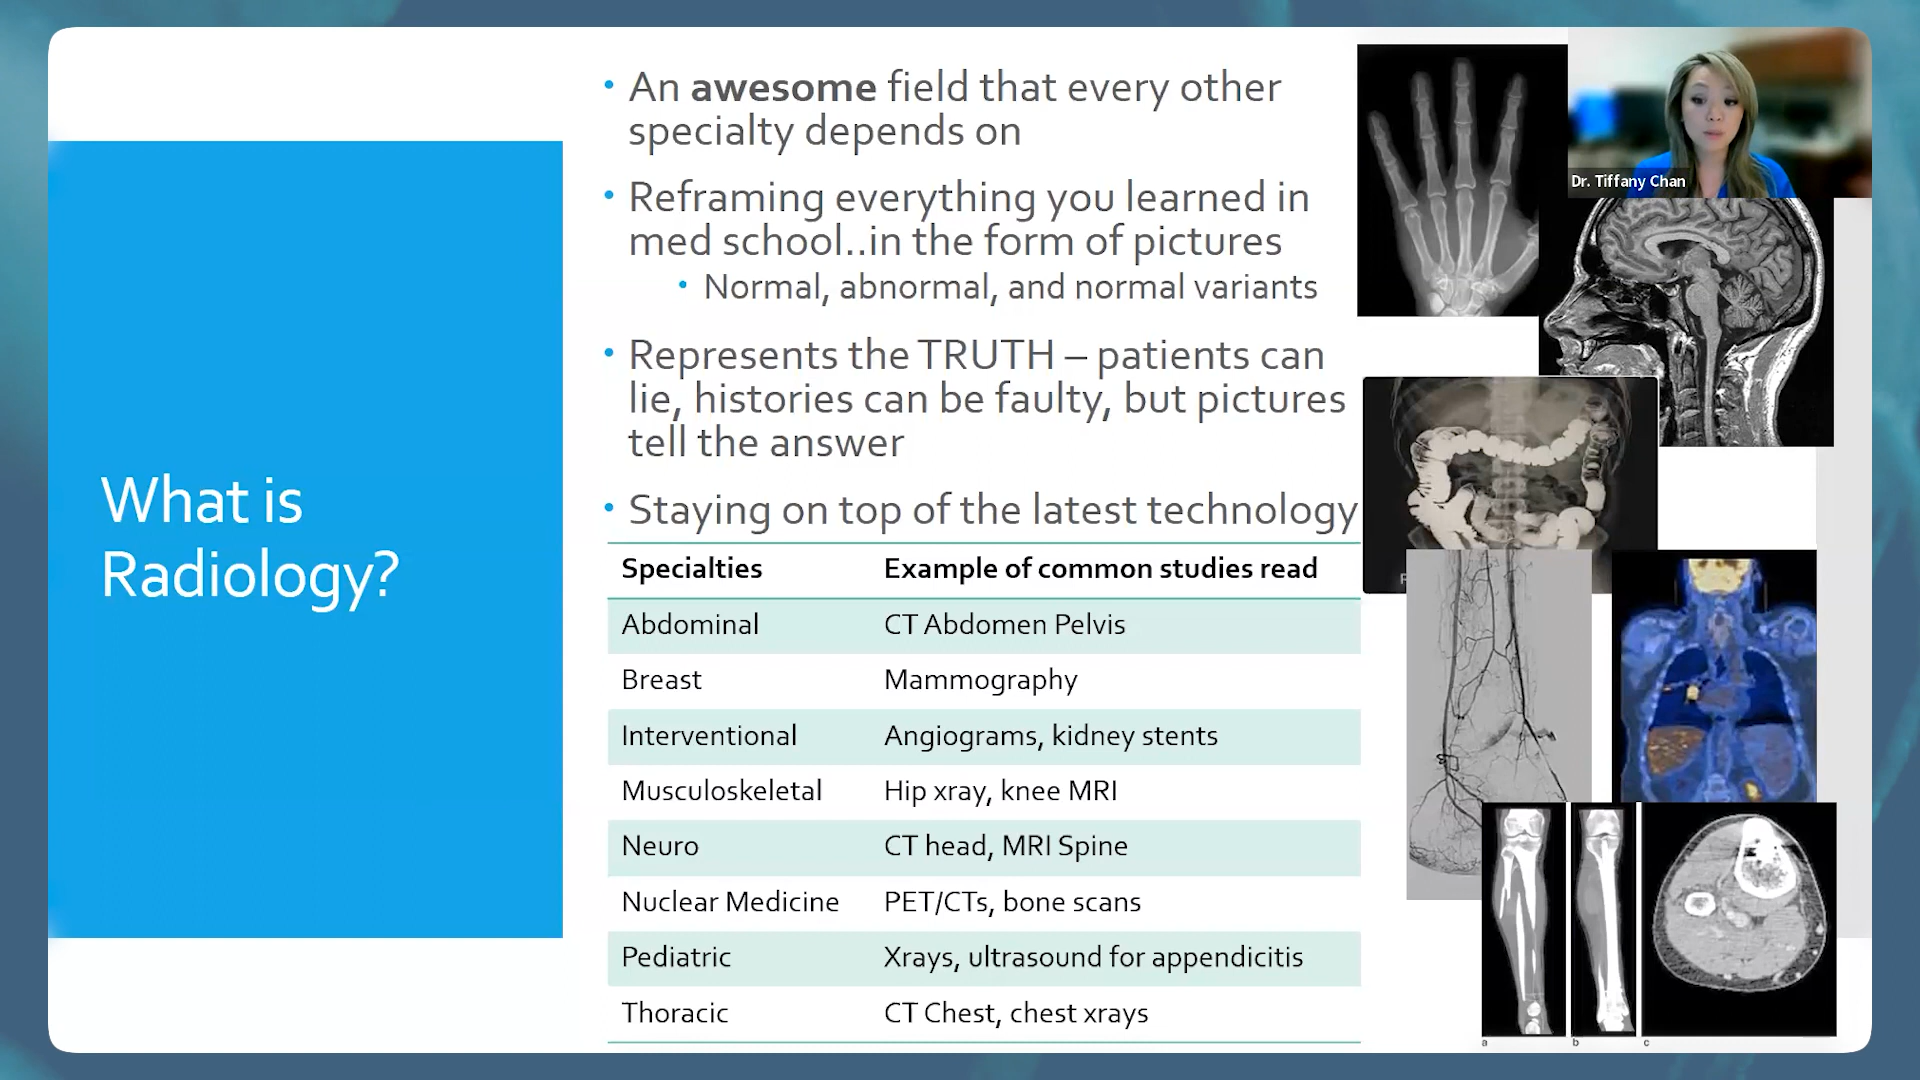 What is
Radiology?
• An awesome field that every other
specialty depends on
• Reframing everything you learned in
med school..in the form of pictures
• Normal, abnormal, and normal variants
• Represents the TRUTH – patients can
lie, histories can be faulty, but pictures
tell the answer
• Staying on top of the latest technology
Specialties Example of common studies read
Abdominal CT Abdomen Pelvis
Breast Mammography
Interventional Angiograms, kidney stents
Musculoskeletal Hip xray, knee MRI
Neuro CT head, MRI Spine
Nuclear Medicine PET/CTs, bone scans
Pediatric Xrays, ultrasound for appendicitis
Thoracic CT Chest, chest xrays
Dr. Tiffany Chan
a b c